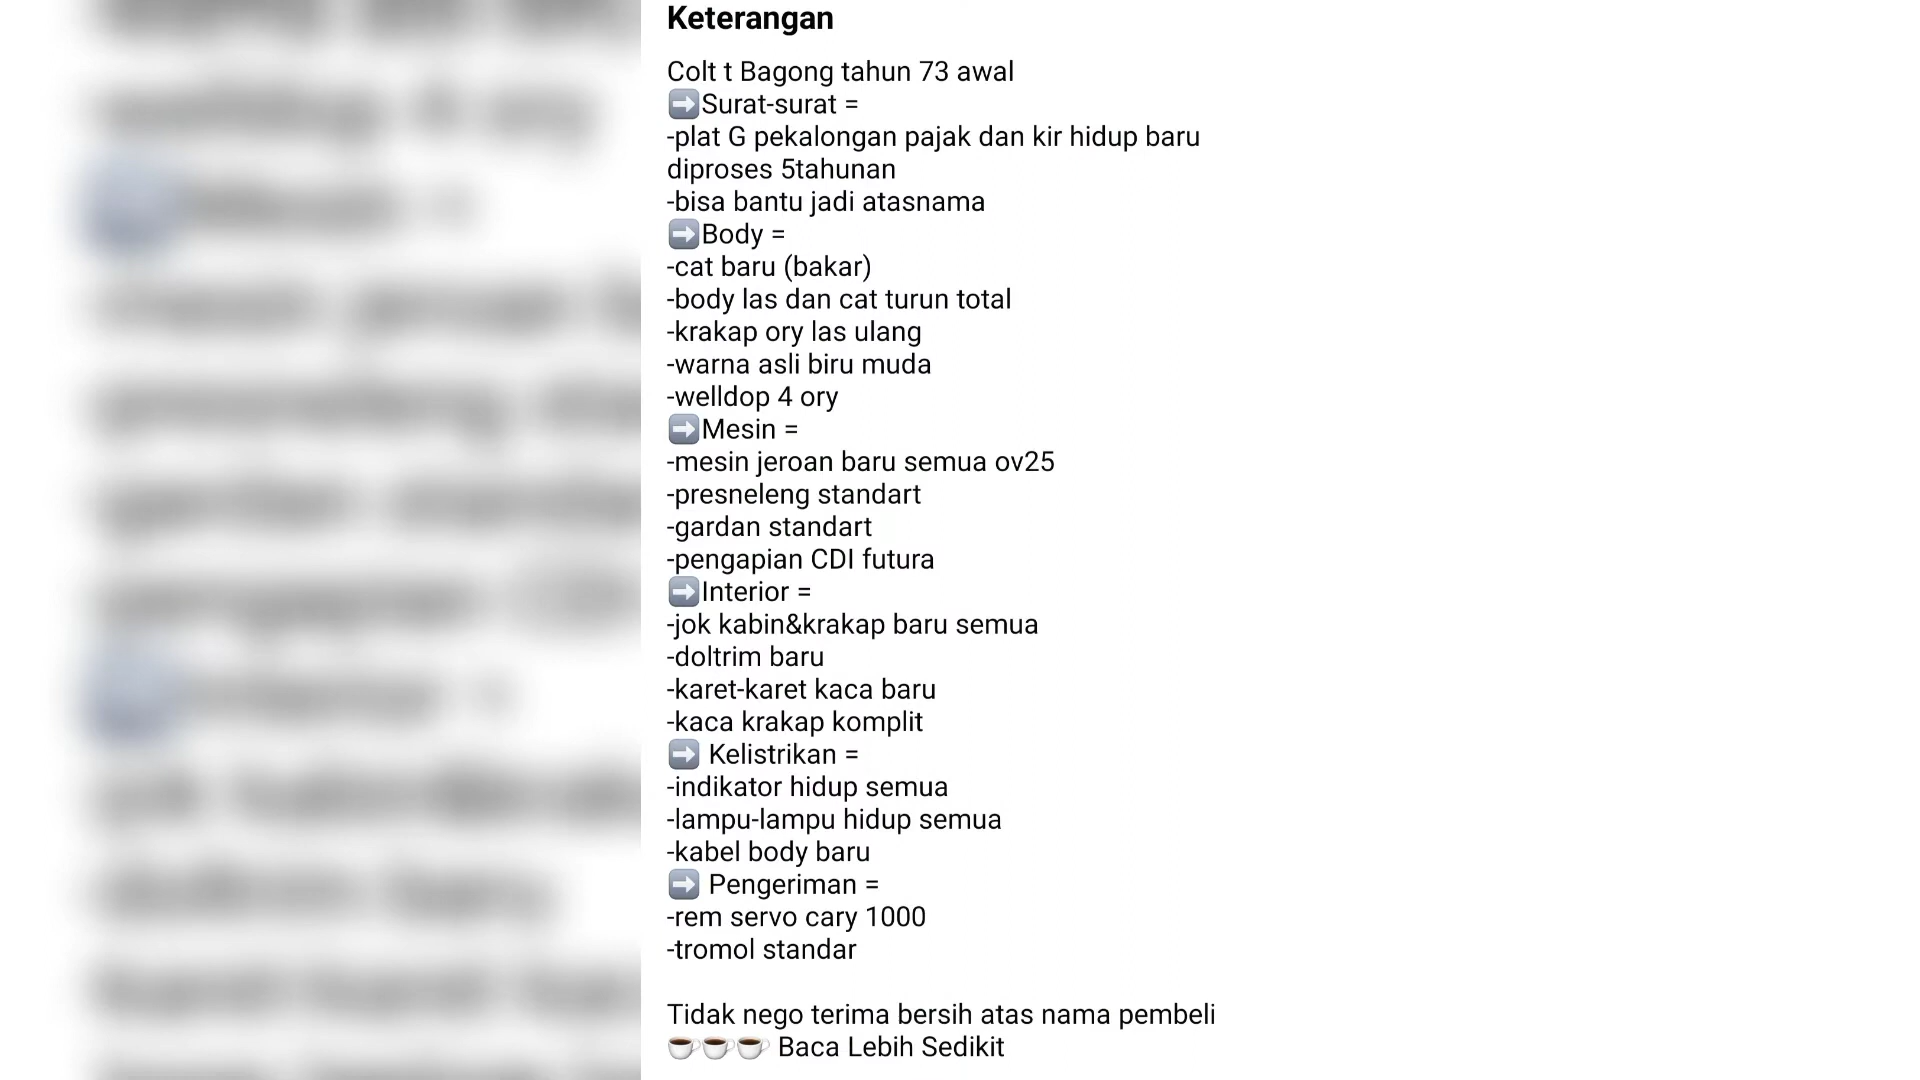 Keterangan
Colt t Bagong tahun 73 awal
➡️Surat-surat =
-plat G pekalongan pajak dan kir hidup baru
diproses 5tahunan
-bisa bantu jadi atasnama
➡️Body =
-cat baru (bakar)
-body las dan cat turun total
-krakap ory las ulang
-warna asli biru muda
-welldop 4 ory
➡️Mesin =
-mesin jeroan baru semua ov25
-presneleng standart
-gardan standart
-pengapian CDI futura
➡️Interior =
-jok kabin&krakap baru semua
-doltrim baru
-karet-karet kaca baru
-kaca krakap komplit
➡️ Kelistrikan =
-indikator hidup semua
-lampu-lampu hidup semua
-kabel body baru
➡️ Pengeriman =
-rem servo cary 1000
-tromol standar
Tidak nego terima bersih atas nama pembeli
☕☕☕ Baca Lebih Sedikit